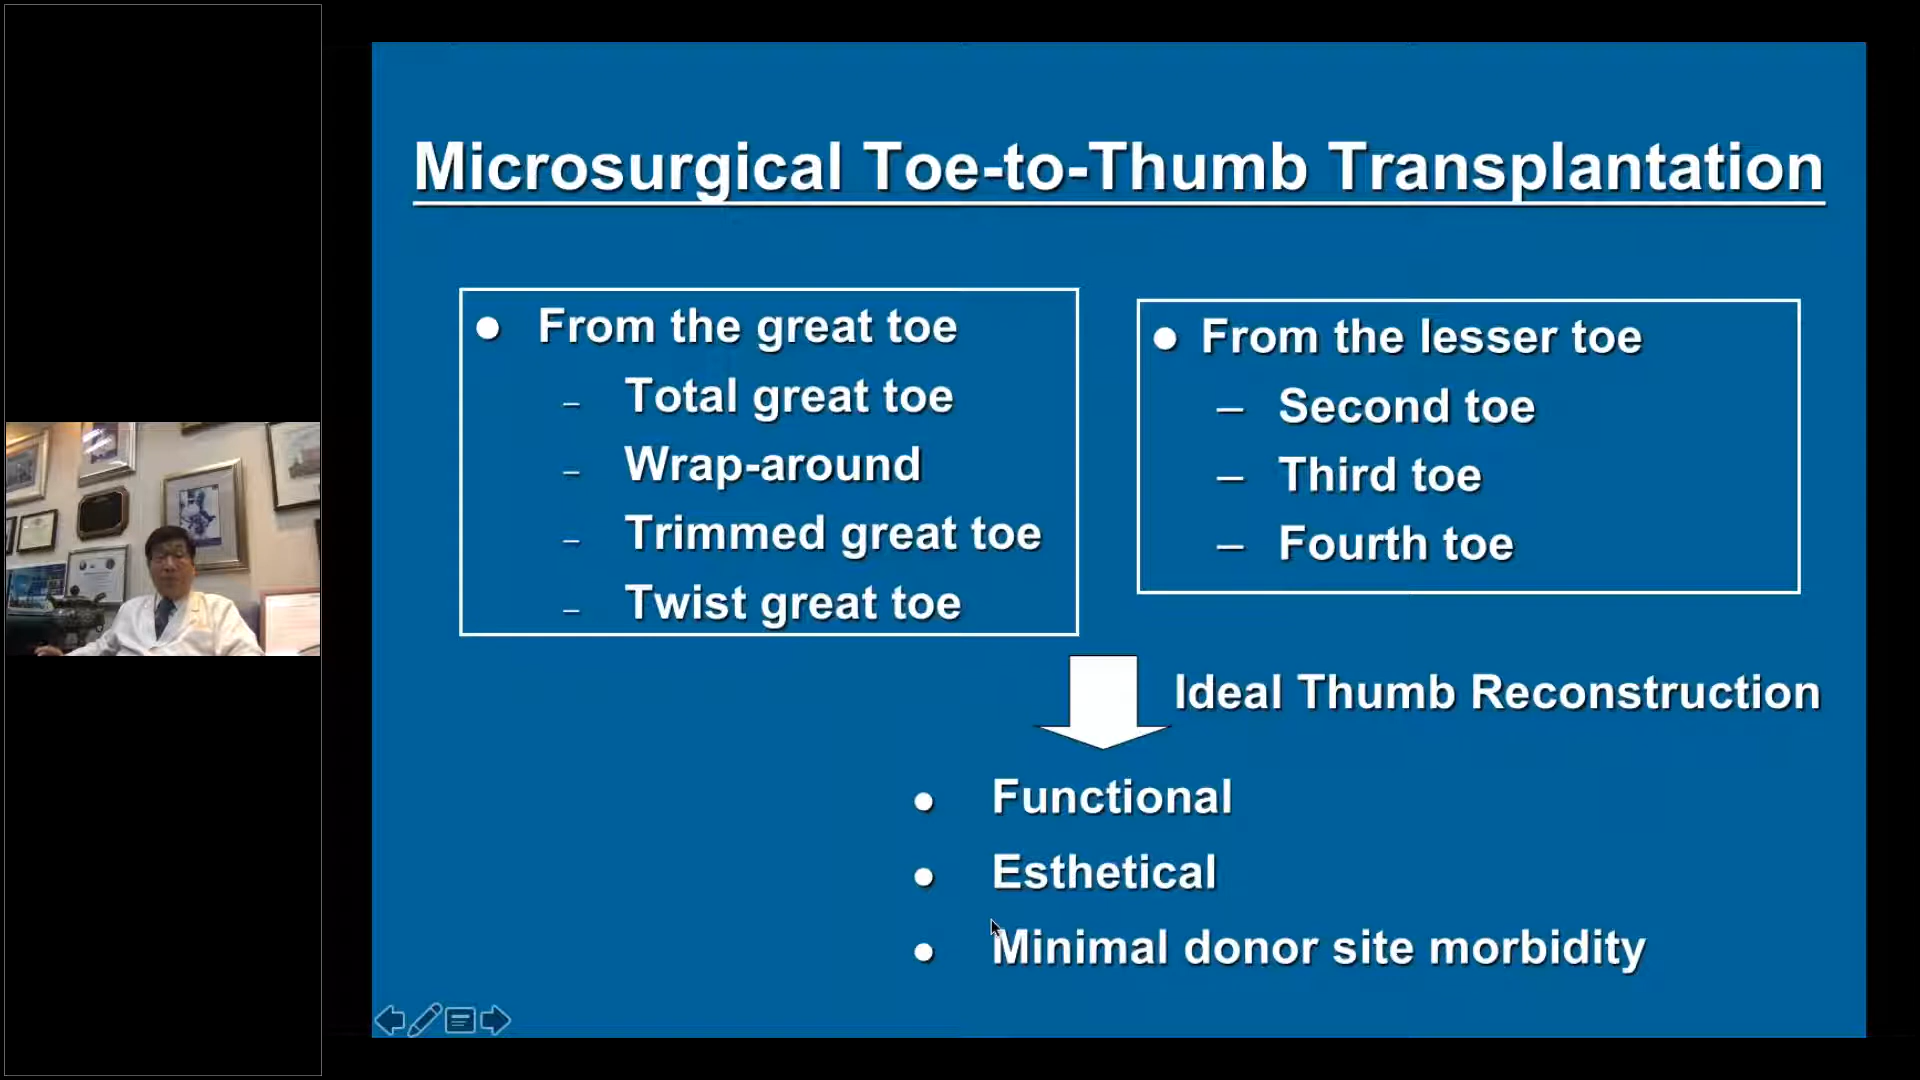 Microsurgical Toe-to-Thumb Transplantation
● From the great toe
– Total great toe
– Wrap-around
– Trimmed great toe
– Twist great toe
● From the lesser toe
– Second toe
– Third toe
– Fourth toe
Ideal Thumb Reconstruction
● Functional
● Esthetical
● Minimal donor site morbidity